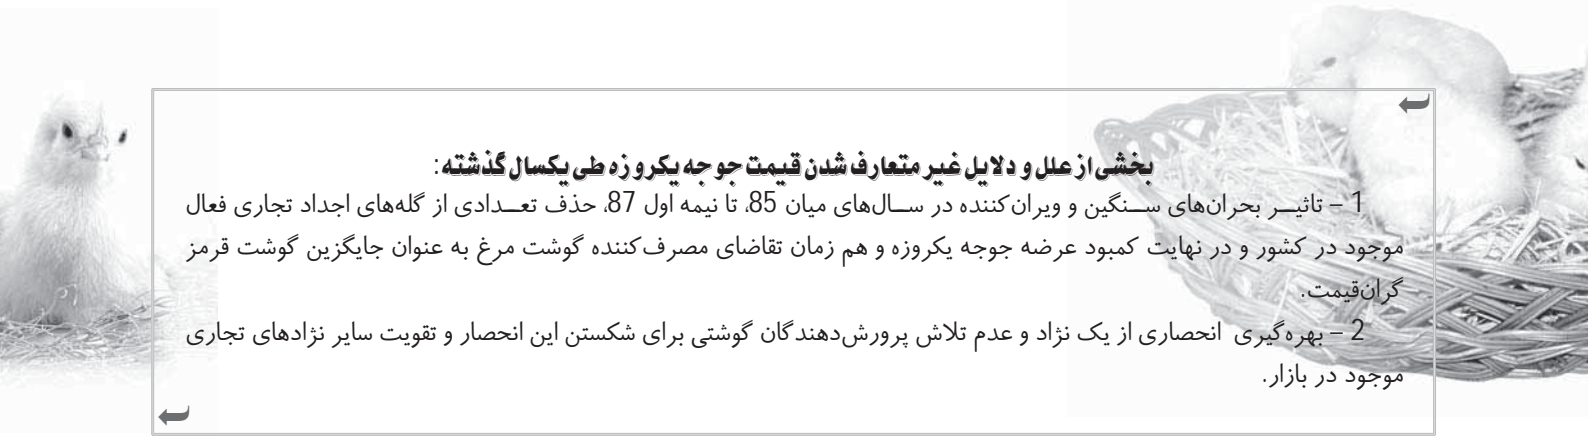 بخشی از علل و دلایل غیر متعارف شدن قیمت جوجه یکروزه طی یکسال گذشته:
1 – تاثیــر بحران‌های ســنگین و ویران‌کننده در ســال‌های میان 85، تا نیمه اول 87، حذف تعــدادی از گله‌های اجداد تجاری فعال
موجود در کشور و در نهایت کمبود عرضه جوجه یکروزه و هم زمان تقاضای مصرف‌کننده گوشت مرغ به عنوان جایگزین گوشت قرمز
گران‌قیمت.
2 – بهره‌گیری انحصاری از یک نژاد و عدم تلاش پرورش‌دهندگان گوشتی برای شکستن این انحصار و تقویت سایر نژادهای تجاری
موجود در بازار.